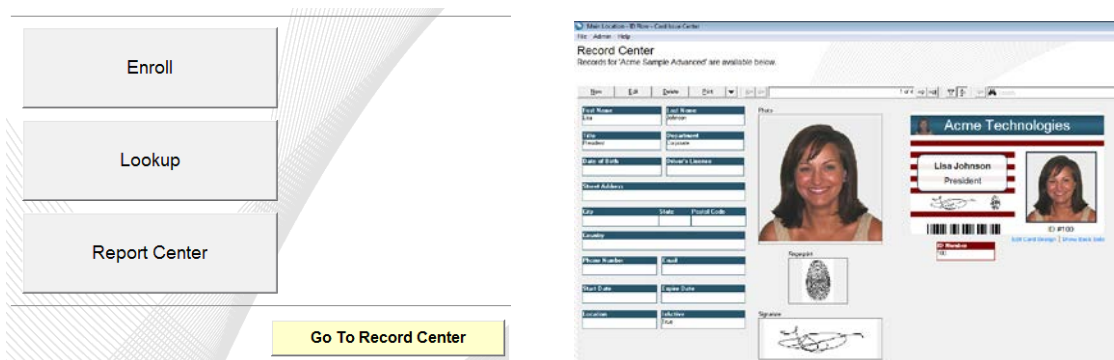 Enroll
Lookup
Report Center
Go To Record Center
Main Location - ID Flow - Card Issue Center
File Admin Help
Record Center
Records for 'Acme Sample Advanced' are available below.
New Edit Delete Print 1 of 4
First Name Last Name
Lisa Johnson
Title Department
President Corporate
Date of Birth Driver's License
Street Address
City State Postal Code
Country
Phone Number Email
Start Date Expire Date
Location Inactive
True
Photo
Fingerprint
Signature
Acme Technologies
Lisa Johnson
President
ID #100
Edit Card Design | Show Back Side
ID Number
100